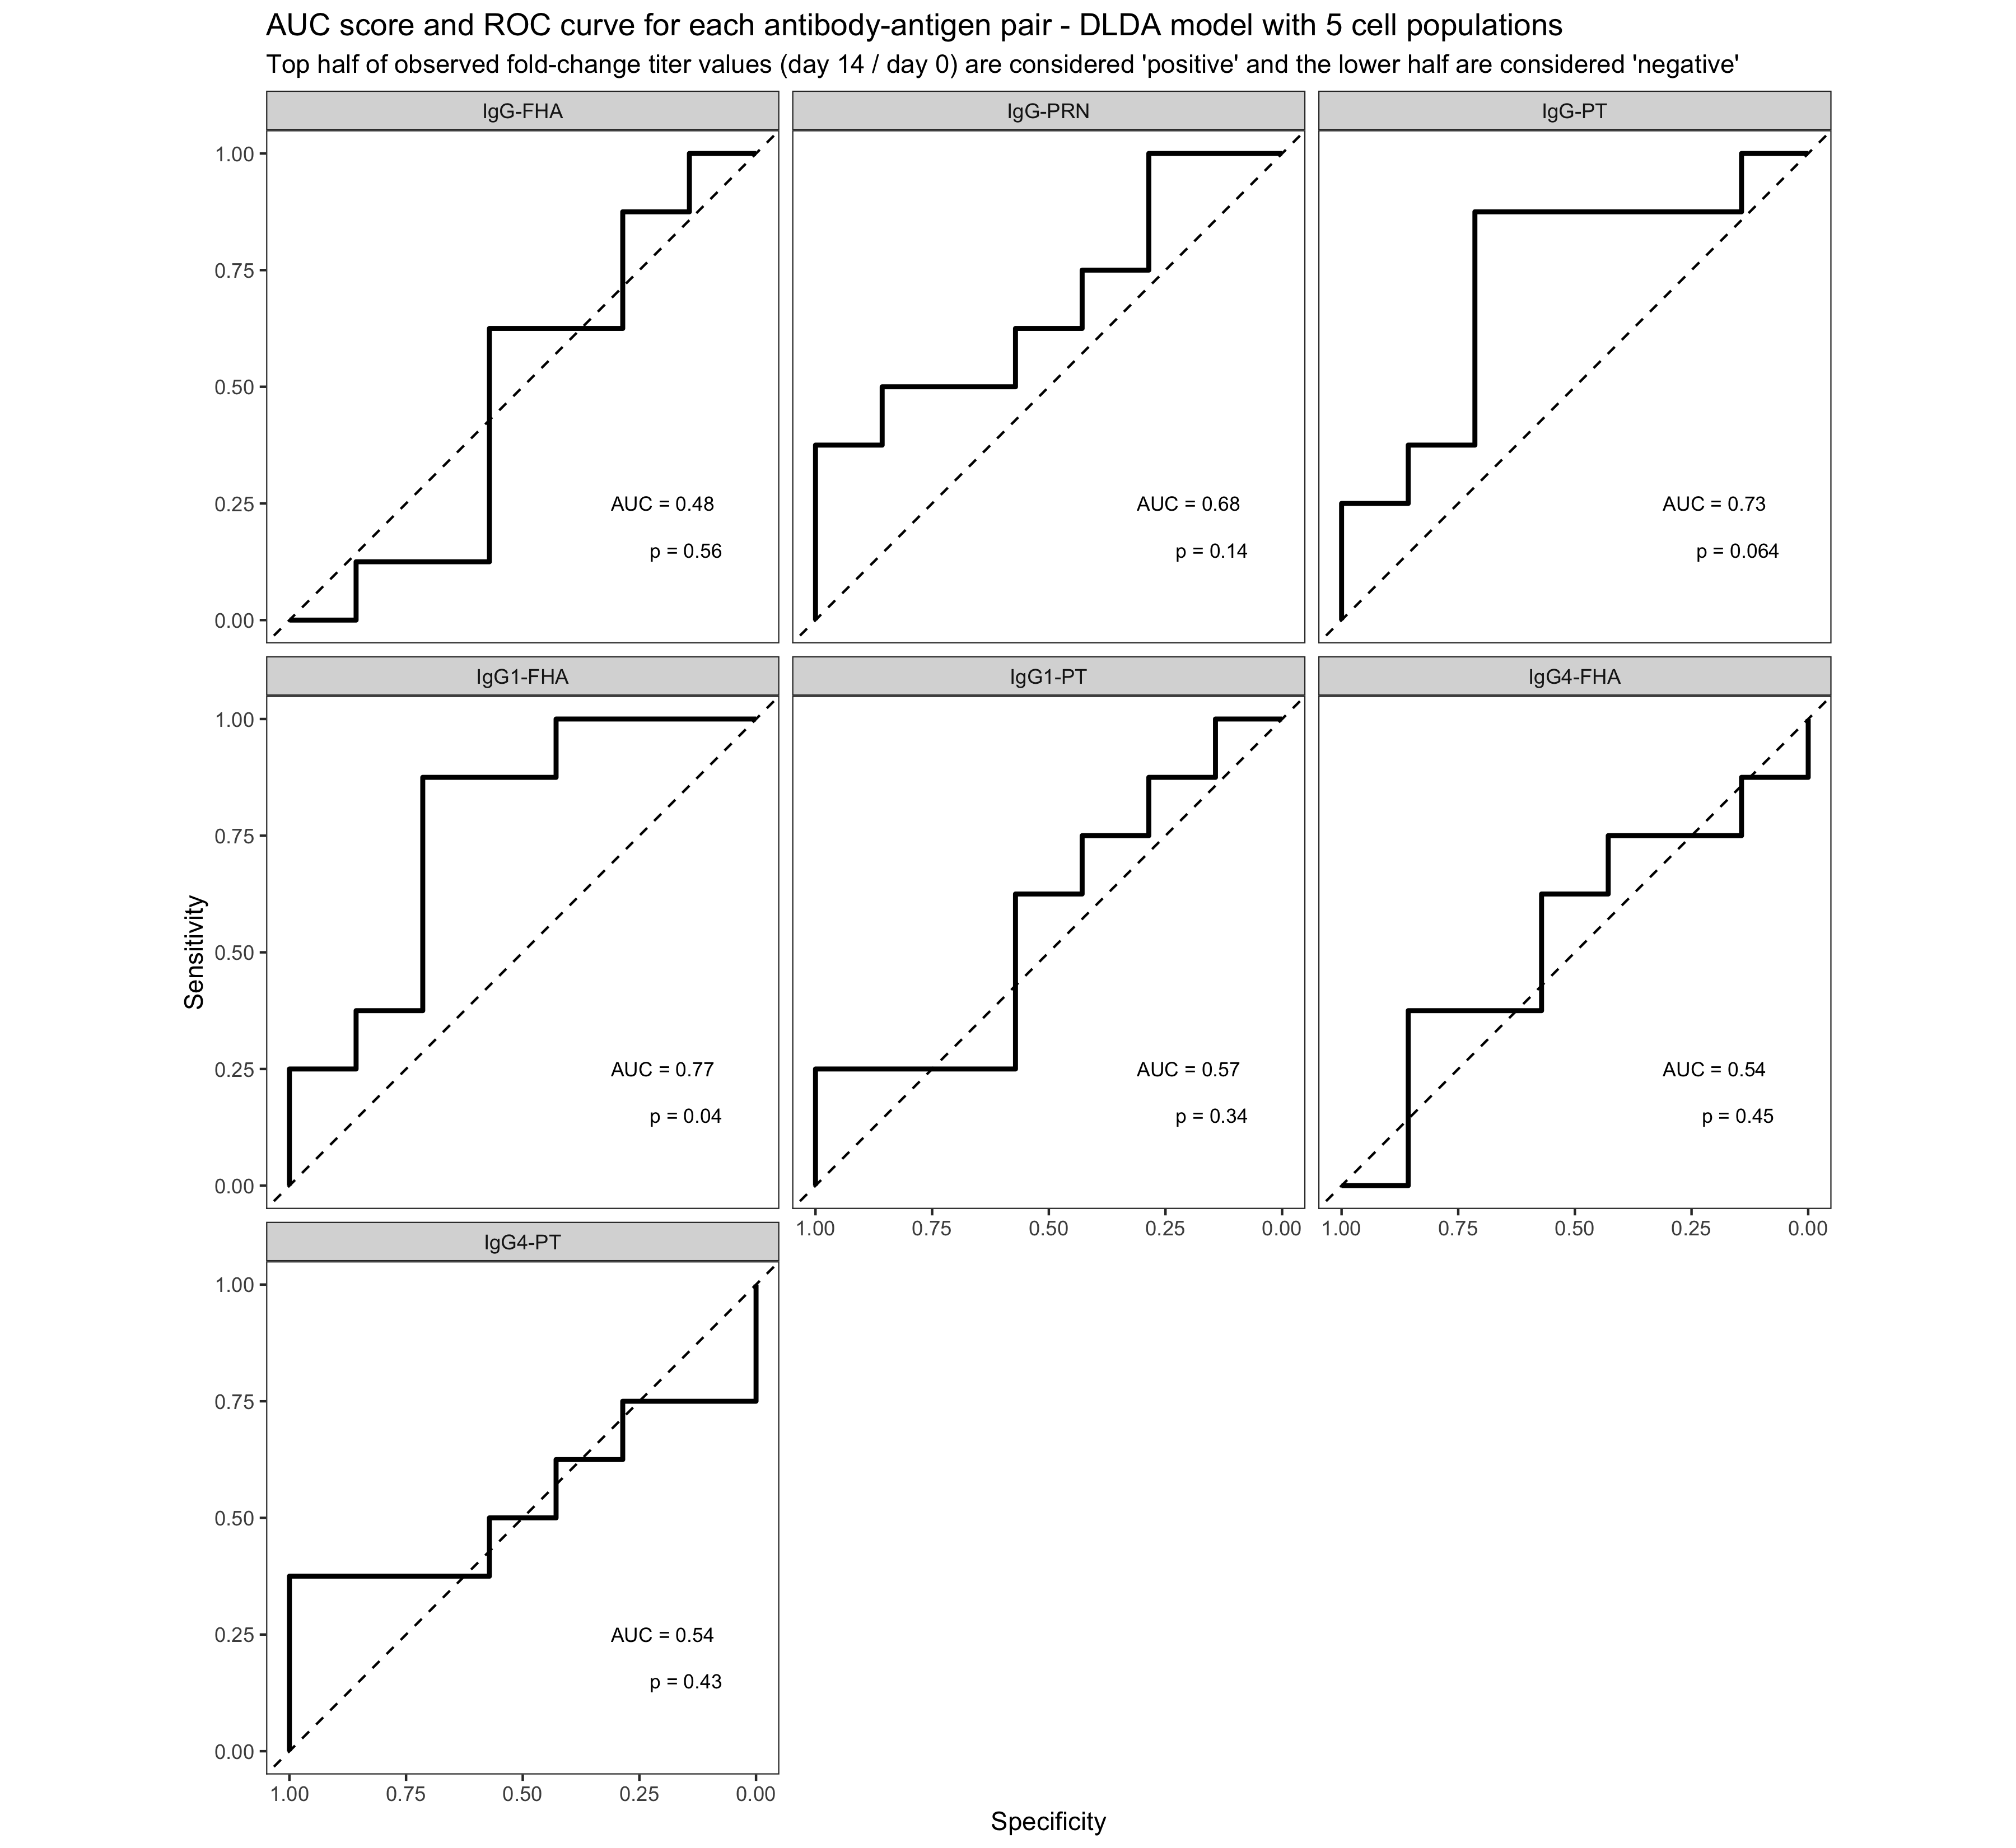 AUC score and ROC curve for each antibody-antigen pair - DLDA model with 5 cell populations
Top half of observed fold-change titer values (day 14 / day 0) are considered 'positive' and the lower half are considered 'negative'
IgG-FHA
IgG-PRN
IgG-PT
1.00
0.75
0.50
0.25
0.00
AUC = 0.48
p = 0.56
AUC = 0.68
p = 0.14
AUC = 0.73
p = 0.064
IgG1-FHA
IgG1-PT
IgG4-FHA
Sensitivity
1.00
0.75
0.50
0.25
0.00
AUC = 0.77
p = 0.04
AUC = 0.57
p = 0.34
AUC = 0.54
p = 0.45
1.00 0.75 0.50 0.25 0.00
1.00 0.75 0.50 0.25 0.00
IgG4-PT
1.00
0.75
0.50
0.25
0.00
AUC = 0.54
p = 0.43
1.00 0.75 0.50 0.25 0.00
Specificity